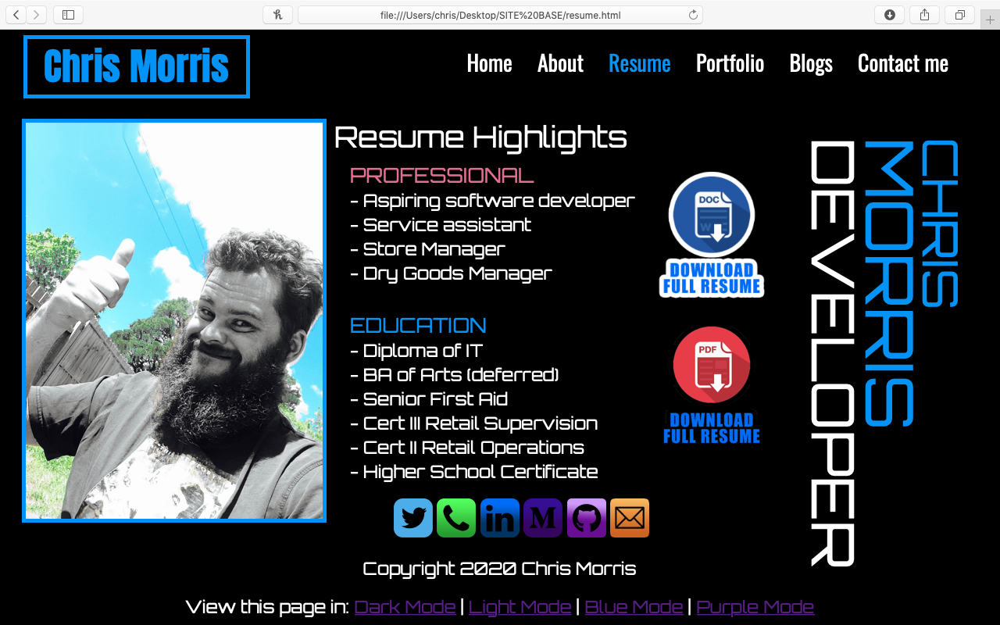 file:///Users/chris/Desktop/SITE%20BASE/resume.html
Chris Morris
Home About Resume Portfolio Blogs Contact me
Resume Highlights
PROFESSIONAL
- Aspiring software developer
- Service assistant
- Store Manager
- Dry Goods Manager
EDUCATION
- Diploma of IT
- BA of Arts (deferred)
- Senior First Aid
- Cert III Retail Supervision
- Cert II Retail Operations
- Higher School Certificate
DOC
DOWNLOAD
FULL RESUME
PDF
DOWNLOAD
FULL RESUME
CHRIS
MORRIS
DEVELOPER
in M
Copyright 2020 Chris Morris
View this page in: Dark Mode | Light Mode | Blue Mode | Purple Mode